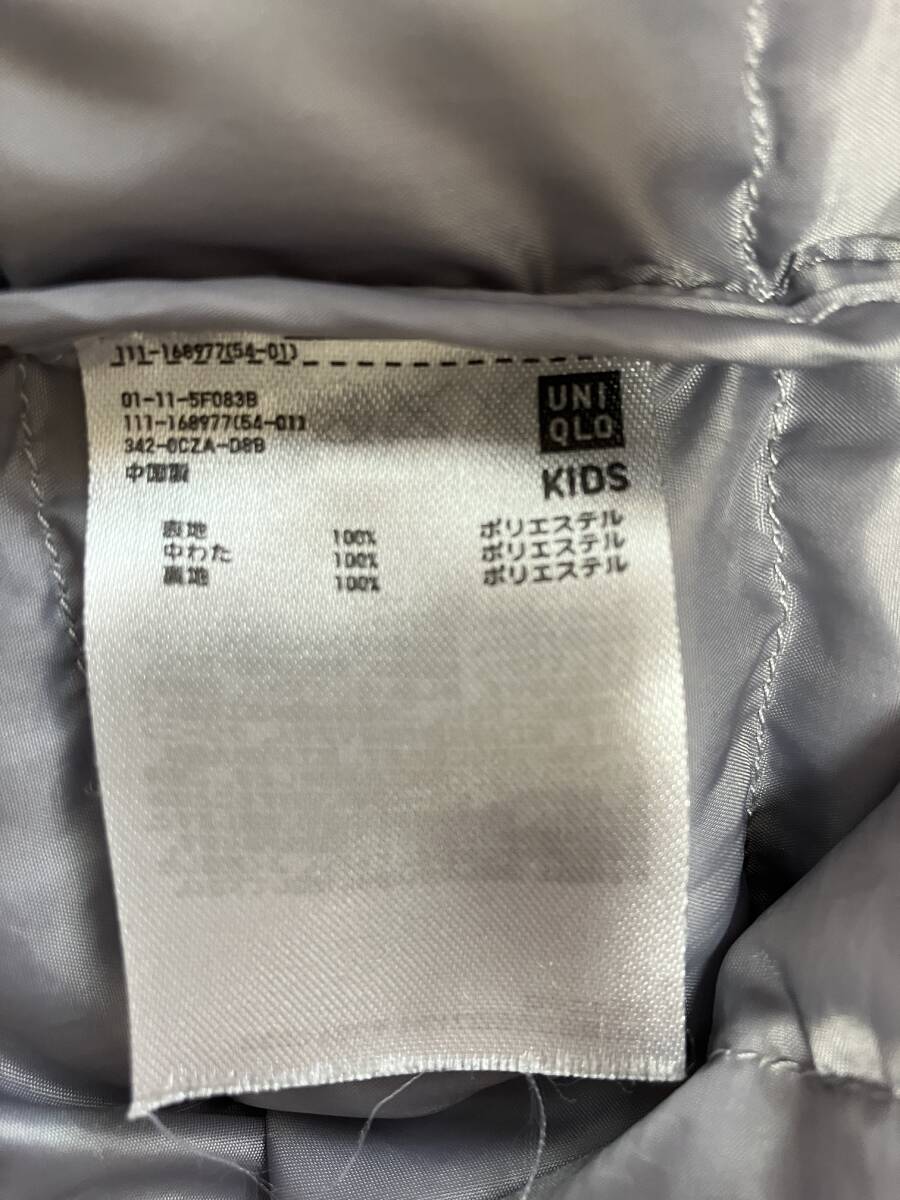 111-168977(54-01)
01-11-5F083B
111-168977(54-01)
342-0CZA-D8B
中国製
UNI
QLO
KIDS
表地 100% ポリエステル
中わた 100% ポリエステル
裏地 100% ポリエステル